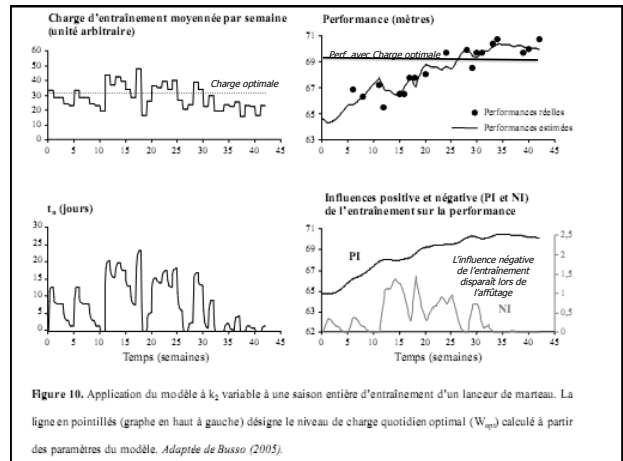 Charge d'entraînement moyennée par semaine
(unité arbitraire)
60
50
40
30
20
10
0
Charge optimale
0 5 10 15 20 25 30 35 40 45
Performance (mètres)
71
69
67
65
63
Perf. avec Charge optimale
Performances réelles
Performances estimées
0 5 10 15 20 25 30 35 40 45
tn (jours)
30
25
20
15
10
5
0
0 5 10 15 20 25 30 35 40 45
Temps (semaines)
Influences positive et négative (PI et NI)
de l'entraînement sur la performance
71
68
65
62
PI
L'influence négative
de l'entraînement
disparaît lors de
l'affûtage
NI
2,5
2
1,5
1
0,5
0
0 5 10 15 20 25 30 35 40 45
Temps (semaines)
Figure 10. Application du modèle à k2 variable à une saison entière d'entraînement d'un lanceur de marteau. La
ligne en pointillés (graphe en haut à gauche) désigne le niveau de charge quotidien optimal (Wopt) calculé à partir
des paramètres du modèle. Adaptée de Busso (2005).